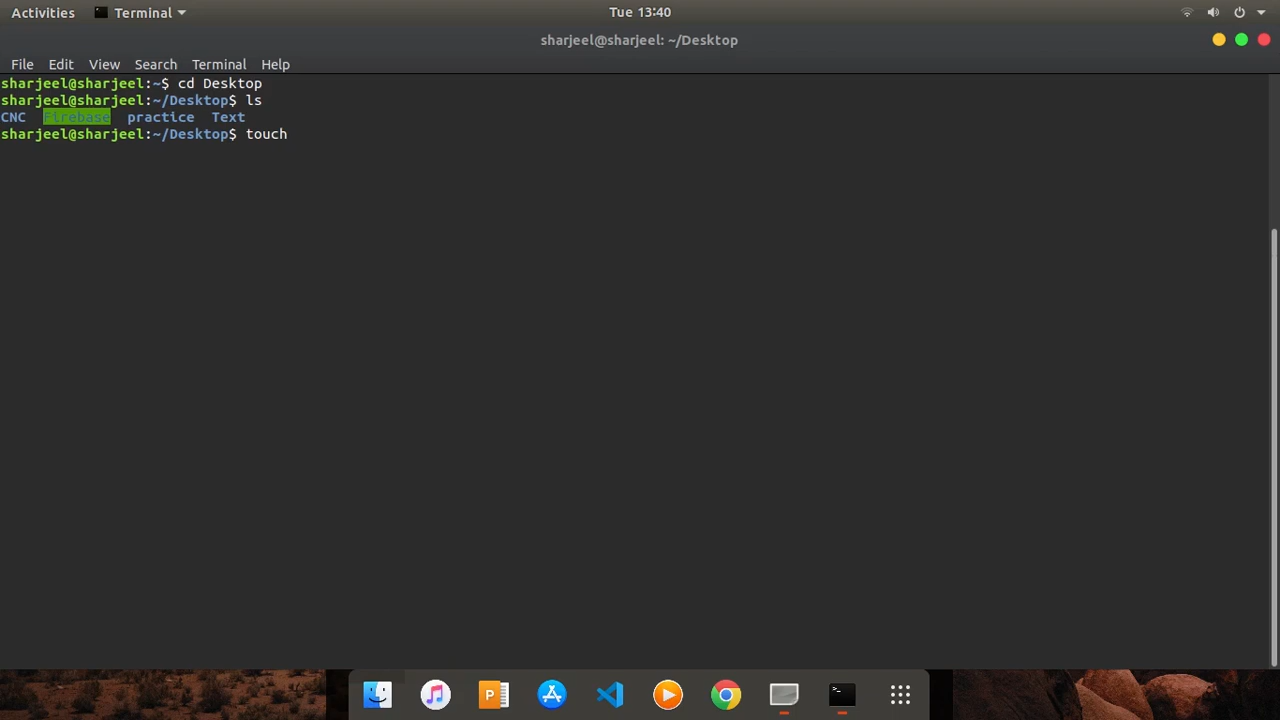 Activities Terminal Tue 13:40
sharjeel@sharjeel: ~/Desktop
File Edit View Search Terminal Help
sharjeel@sharjeel:~$ cd Desktop
sharjeel@sharjeel:~/Desktop$ ls
CNC Firebase practice Text
sharjeel@sharjeel:~/Desktop$ touch